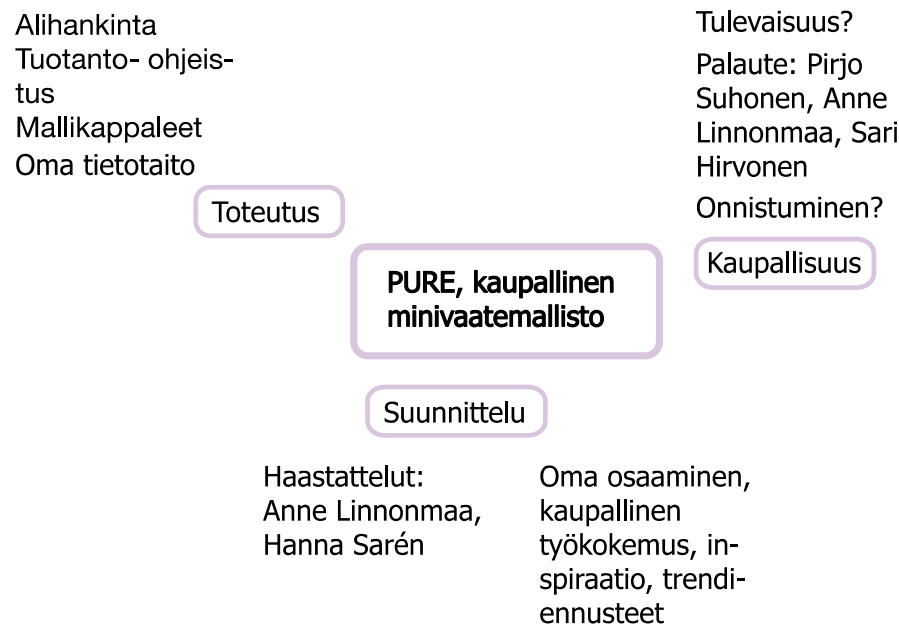 Alihankinta
Tuotanto- ohjeis-
tus
Mallikappaleet
Oma tietotaito
Toteutus
Tulevaisuus?
Palaute: Pirjo
Suhonen, Anne
Linnonmaa, Sari
Hirvonen
Onnistuminen?
Kaupallisuus
PURE, kaupallinen
minivaatemallisto
Suunnittelu
Haastattelut:
Anne Linnonmaa,
Hanna Sarén
Oma osaaminen,
kaupallinen
työkokemus, in-
spiraatio, trendi-
ennusteet